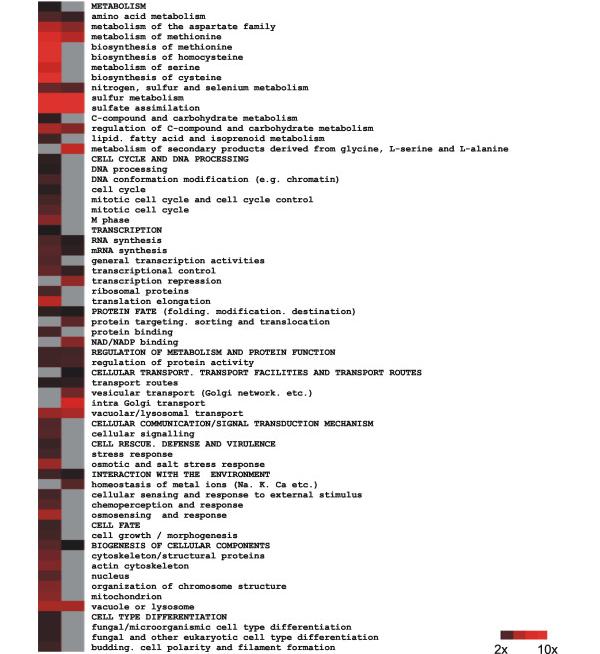 METABOLISM
amino acid metabolism
metabolism of the aspartate family
metabolism of methionine
biosynthesis of methionine
biosynthesis of homocysteine
metabolism of serine
biosynthesis of cysteine
nitrogen, sulfur and selenium metabolism
sulfur metabolism
sulfate assimilation
C-compound and carbohydrate metabolism
regulation of C-compound and carbohydrate metabolism
lipid. fatty acid and isoprenoid metabolism
metabolism of secondary products derived from glycine, L-serine and L-alanine
CELL CYCLE AND DNA PROCESSING
DNA processing
DNA conformation modification (e.g. chromatin)
cell cycle
mitotic cell cycle and cell cycle control
mitotic cell cycle
M phase
TRANSCRIPTION
RNA synthesis
mRNA synthesis
general transcription activities
transcriptional control
transcription repression
ribosomal proteins
translation elongation
PROTEIN FATE (folding. modification. destination)
protein targeting. sorting and translocation
protein binding
NAD/NADP binding
REGULATION OF METABOLISM AND PROTEIN FUNCTION
regulation of protein activity
CELLULAR TRANSPORT. TRANSPORT FACILITIES AND TRANSPORT ROUTES
transport routes
vesicular transport (Golgi network. etc.)
intra Golgi transport
vacuolar/lysosomal transport
CELLULAR COMMUNICATION/SIGNAL TRANSDUCTION MECHANISM
cellular signalling
CELL RESCUE. DEFENSE AND VIRULENCE
stress response
osmotic and salt stress response
INTERACTION WITH THE ENVIRONMENT
homeostasis of metal ions (Na. K. Ca etc.)
cellular sensing and response to external stimulus
chemoperception and response
osmosensing and response
CELL FATE
cell growth / morphogenesis
BIOGENESIS OF CELLULAR COMPONENTS
cytoskeleton/structural proteins
actin cytoskeleton
nucleus
organization of chromosome structure
mitochondrion
vacuole or lysosome
CELL TYPE DIFFERENTIATION
fungal/microorganismic cell type differentiation
fungal and other eukaryotic cell type differentiation
budding. cell polarity and filament formation
2x 10x